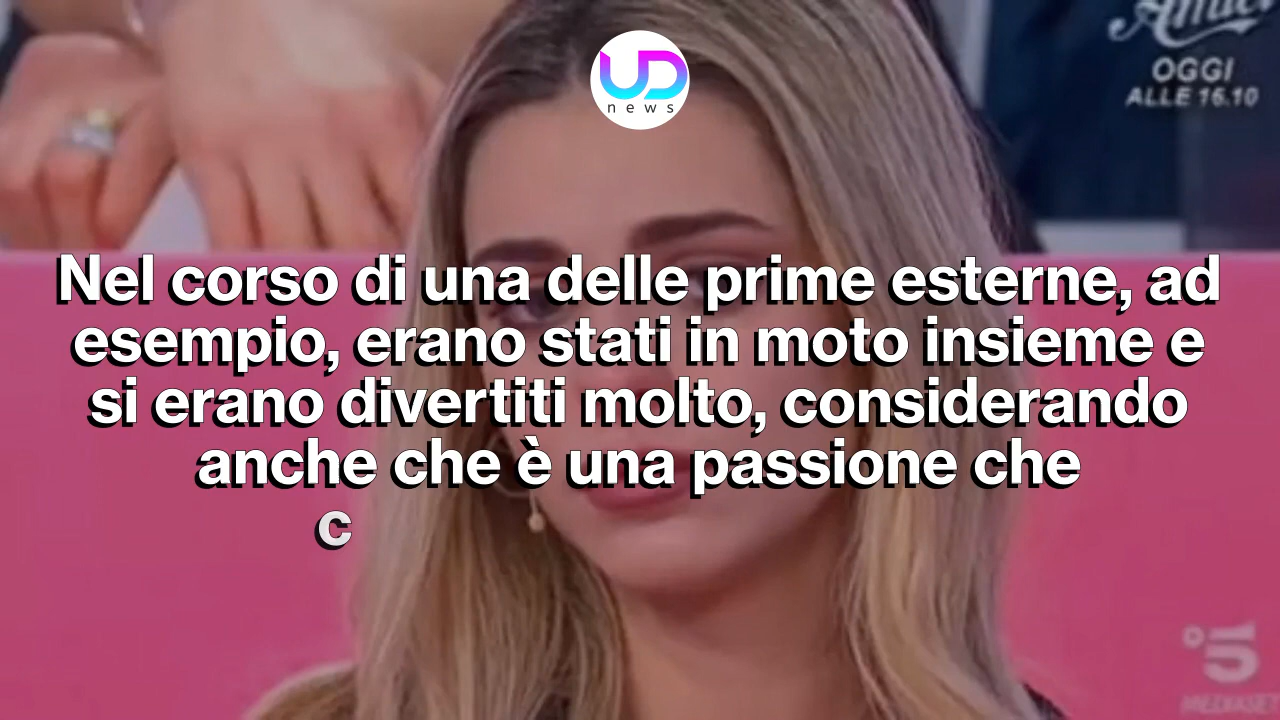 UD
news
Amici
OGGI
ALLE 16.10
Nel corso di una delle prime esterne, ad
esempio, erano stati in moto insieme e
si erano divertiti molto, considerando
anche che è una passione che
c
5
MEDIASET